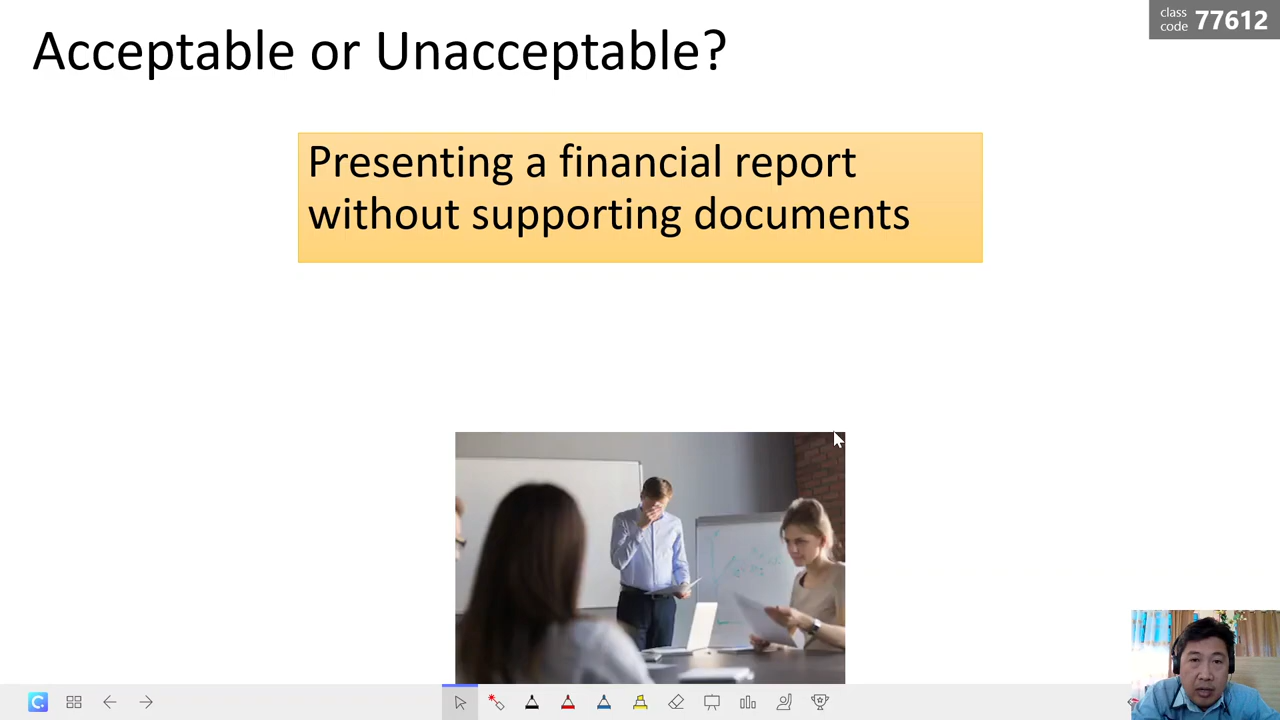 Acceptable or Unacceptable?
class
code 77612
Presenting a financial report
without supporting documents